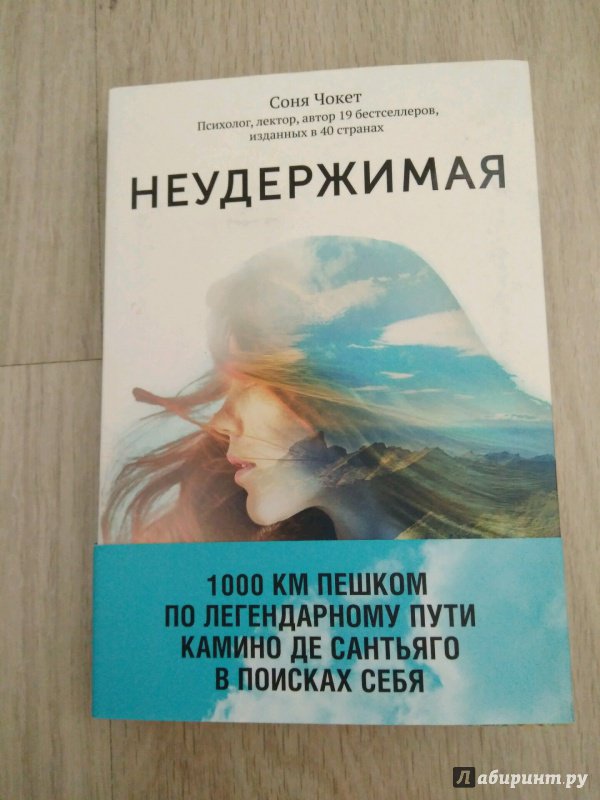 Соня Чокет
Психолог, лектор, автор 19 бестселлеров,
изданных в 40 странах
НЕУДЕРЖИМАЯ
1000 КМ ПЕШКОМ
ПО ЛЕГЕНДАРНОМУ ПУТИ
КАМИНО ДЕ САНТЬЯГО
В ПОИСКАХ СЕБЯ
Лабиринт.ру